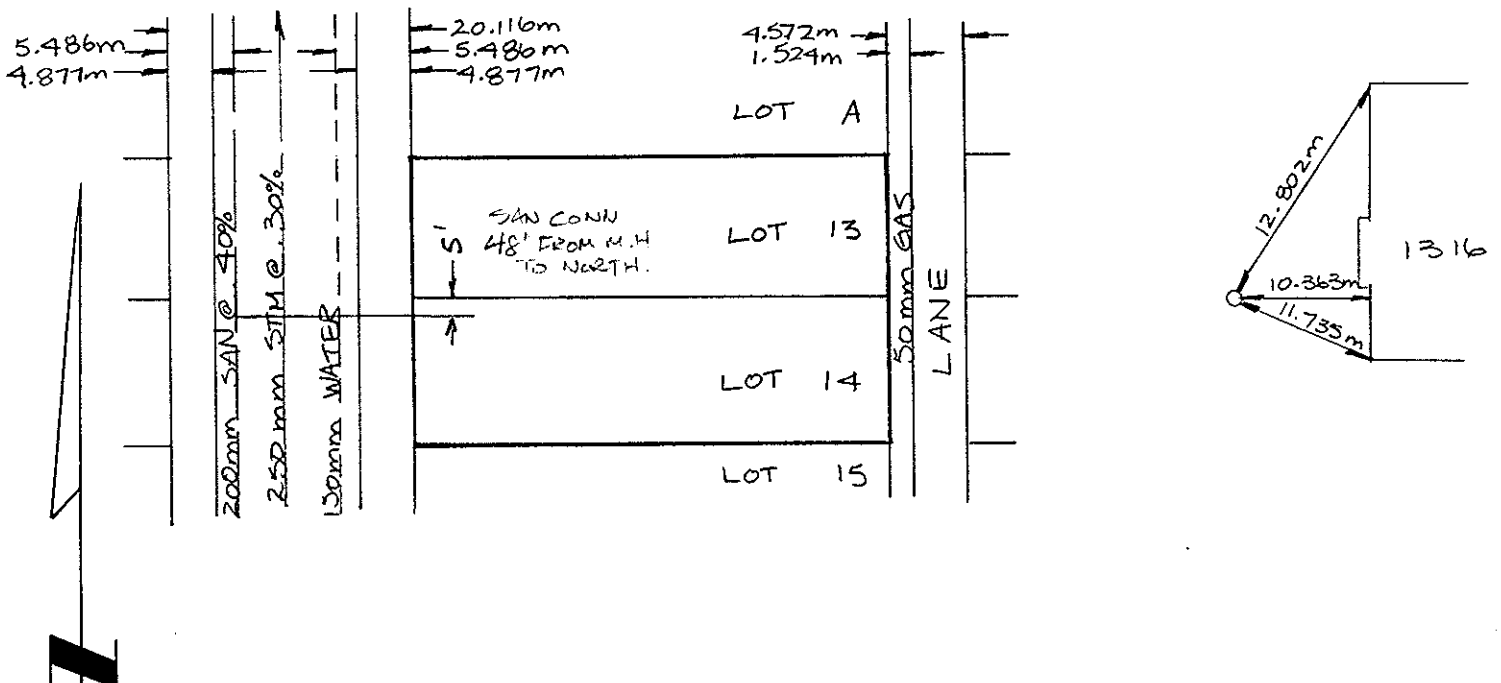 5.486m
4.877m
20.116m
5.486m
4.877m
4.572m
1.524m
LOT A
200mm SAN @ .40%
250mm STM @ .30%
150mm WATER
5'
SAN CONN
48' FROM M.H
TO NORTH.
LOT 13
LOT 14
LOT 15
50mm GAS
LANE
12.802m
10.363m
11.735m
1316